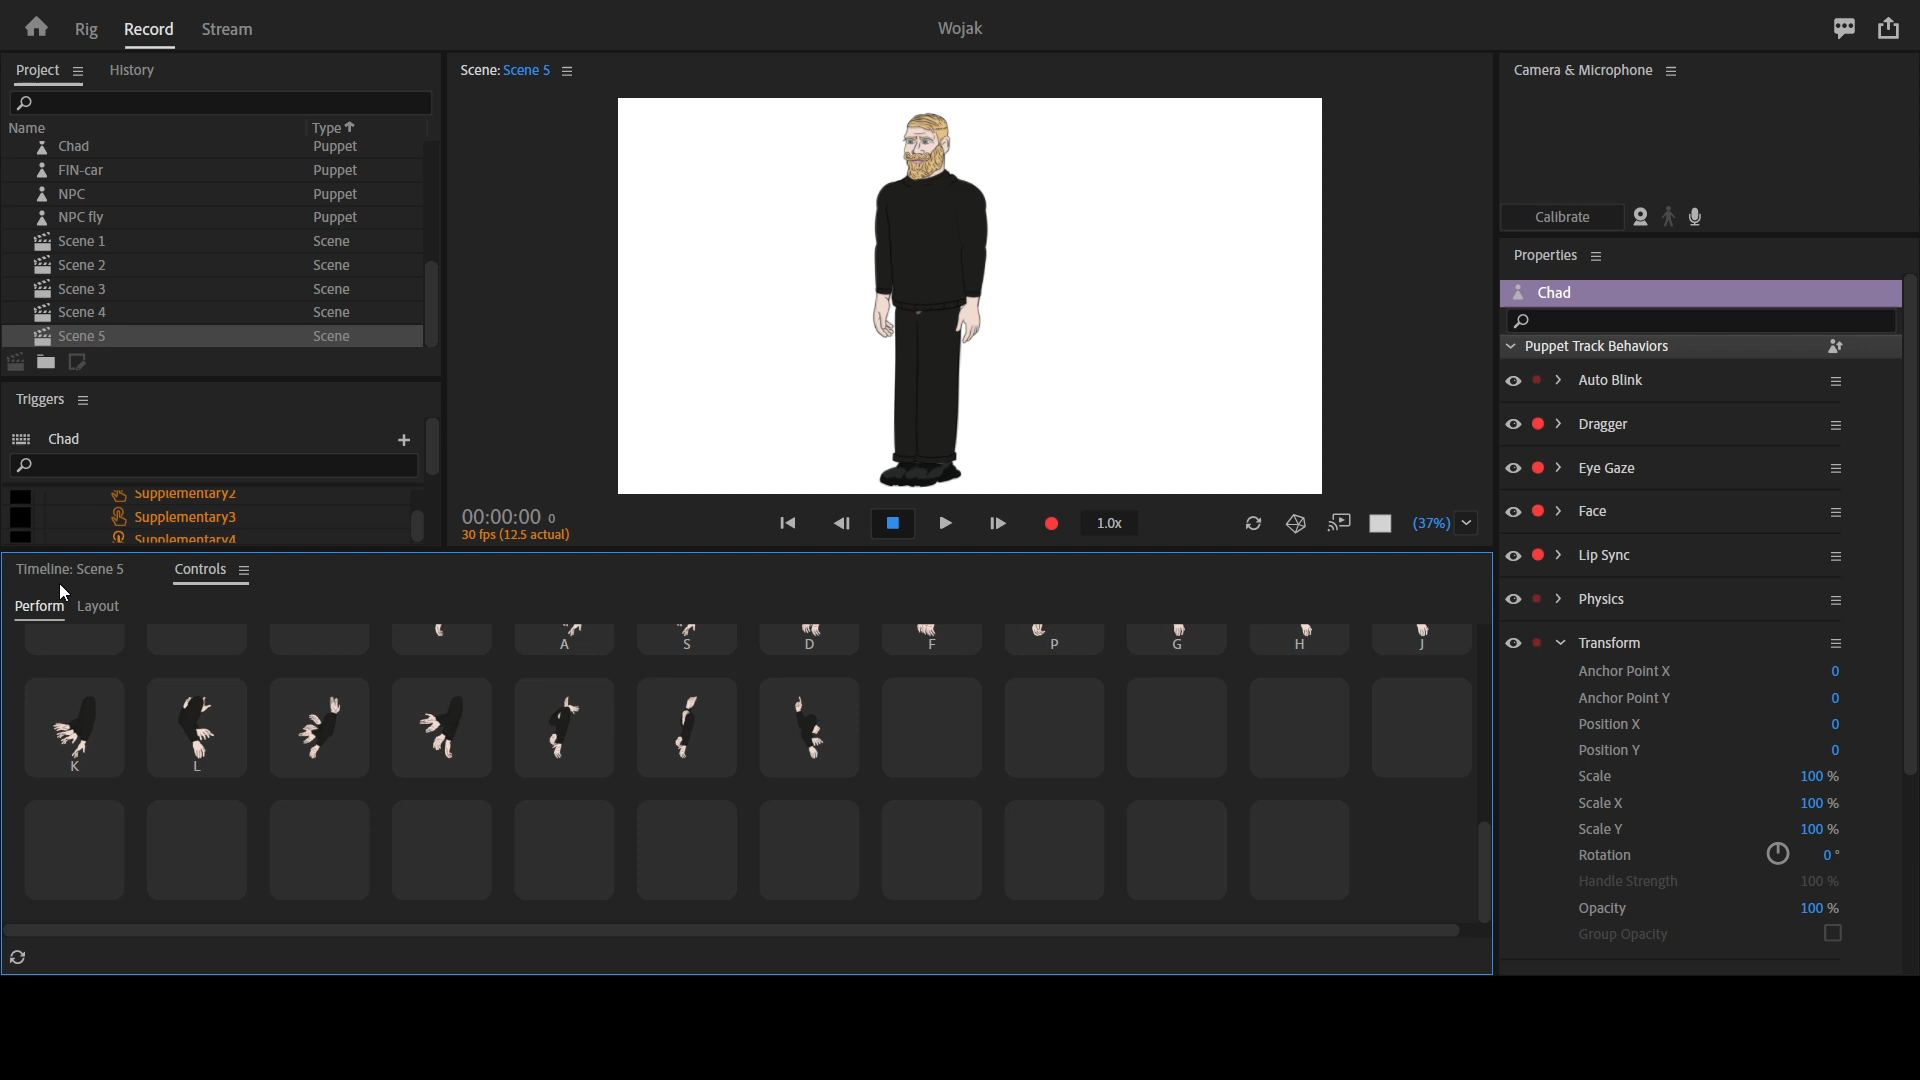 Rig Record Stream Wojak
Project History
Name Type
Chad Puppet
FIN-car Puppet
NPC Puppet
NPC fly Puppet
Scene 1 Scene
Scene 2 Scene
Scene 3 Scene
Scene 4 Scene
Scene 5 Scene
Triggers
Chad
Supplementary2
Supplementary3
Supplementary4
Scene: Scene 5
00:00:00 0
30 fps (12.5 actual)
1.0x
(37%)
Timeline: Scene 5 Controls
Perform Layout
A S D F P G H J
K L
Camera & Microphone
Calibrate
Properties
Chad
Puppet Track Behaviors
Auto Blink
Dragger
Eye Gaze
Face
Lip Sync
Physics
Transform
Anchor Point X 0
Anchor Point Y 0
Position X 0
Position Y 0
Scale 100 %
Scale X 100 %
Scale Y 100 %
Rotation 0 °
Handle Strength 100 %
Opacity 100 %
Group Opacity